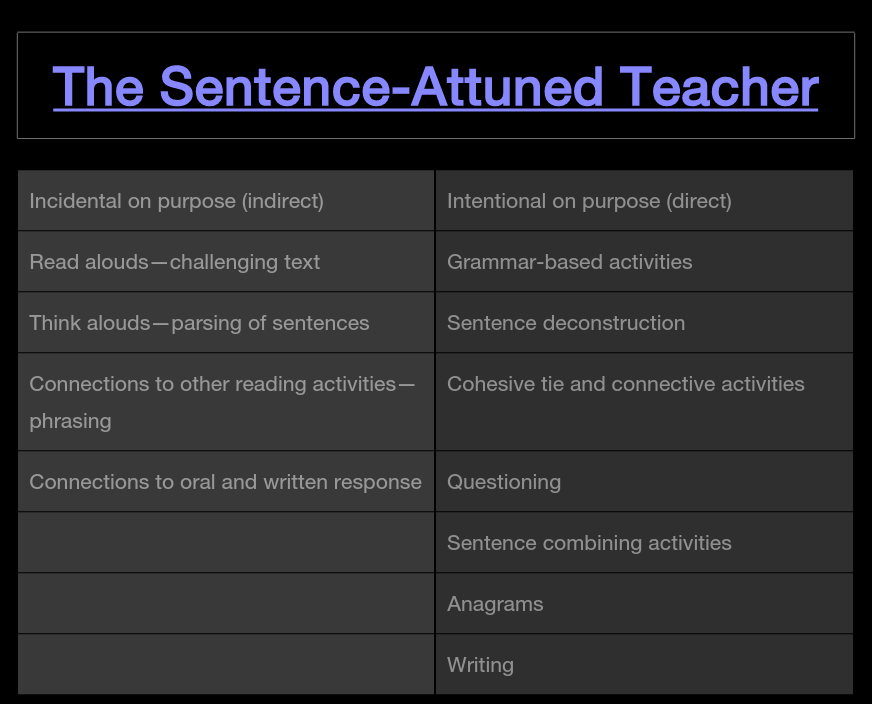 The Sentence-Attuned Teacher
Incidental on purpose (indirect)
Intentional on purpose (direct)
Read alouds—challenging text
Grammar-based activities
Think alouds—parsing of sentences
Sentence deconstruction
Connections to other reading activities—
phrasing
Cohesive tie and connective activities
Connections to oral and written response
Questioning
Sentence combining activities
Anagrams
Writing